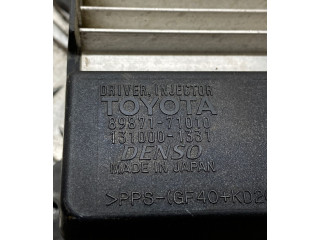 DRIVER, INJECTOR
TOYOTA
89871-71010
131000-1331
DENSO
MADE IN JAPAN
>PPS-(GF40+K02